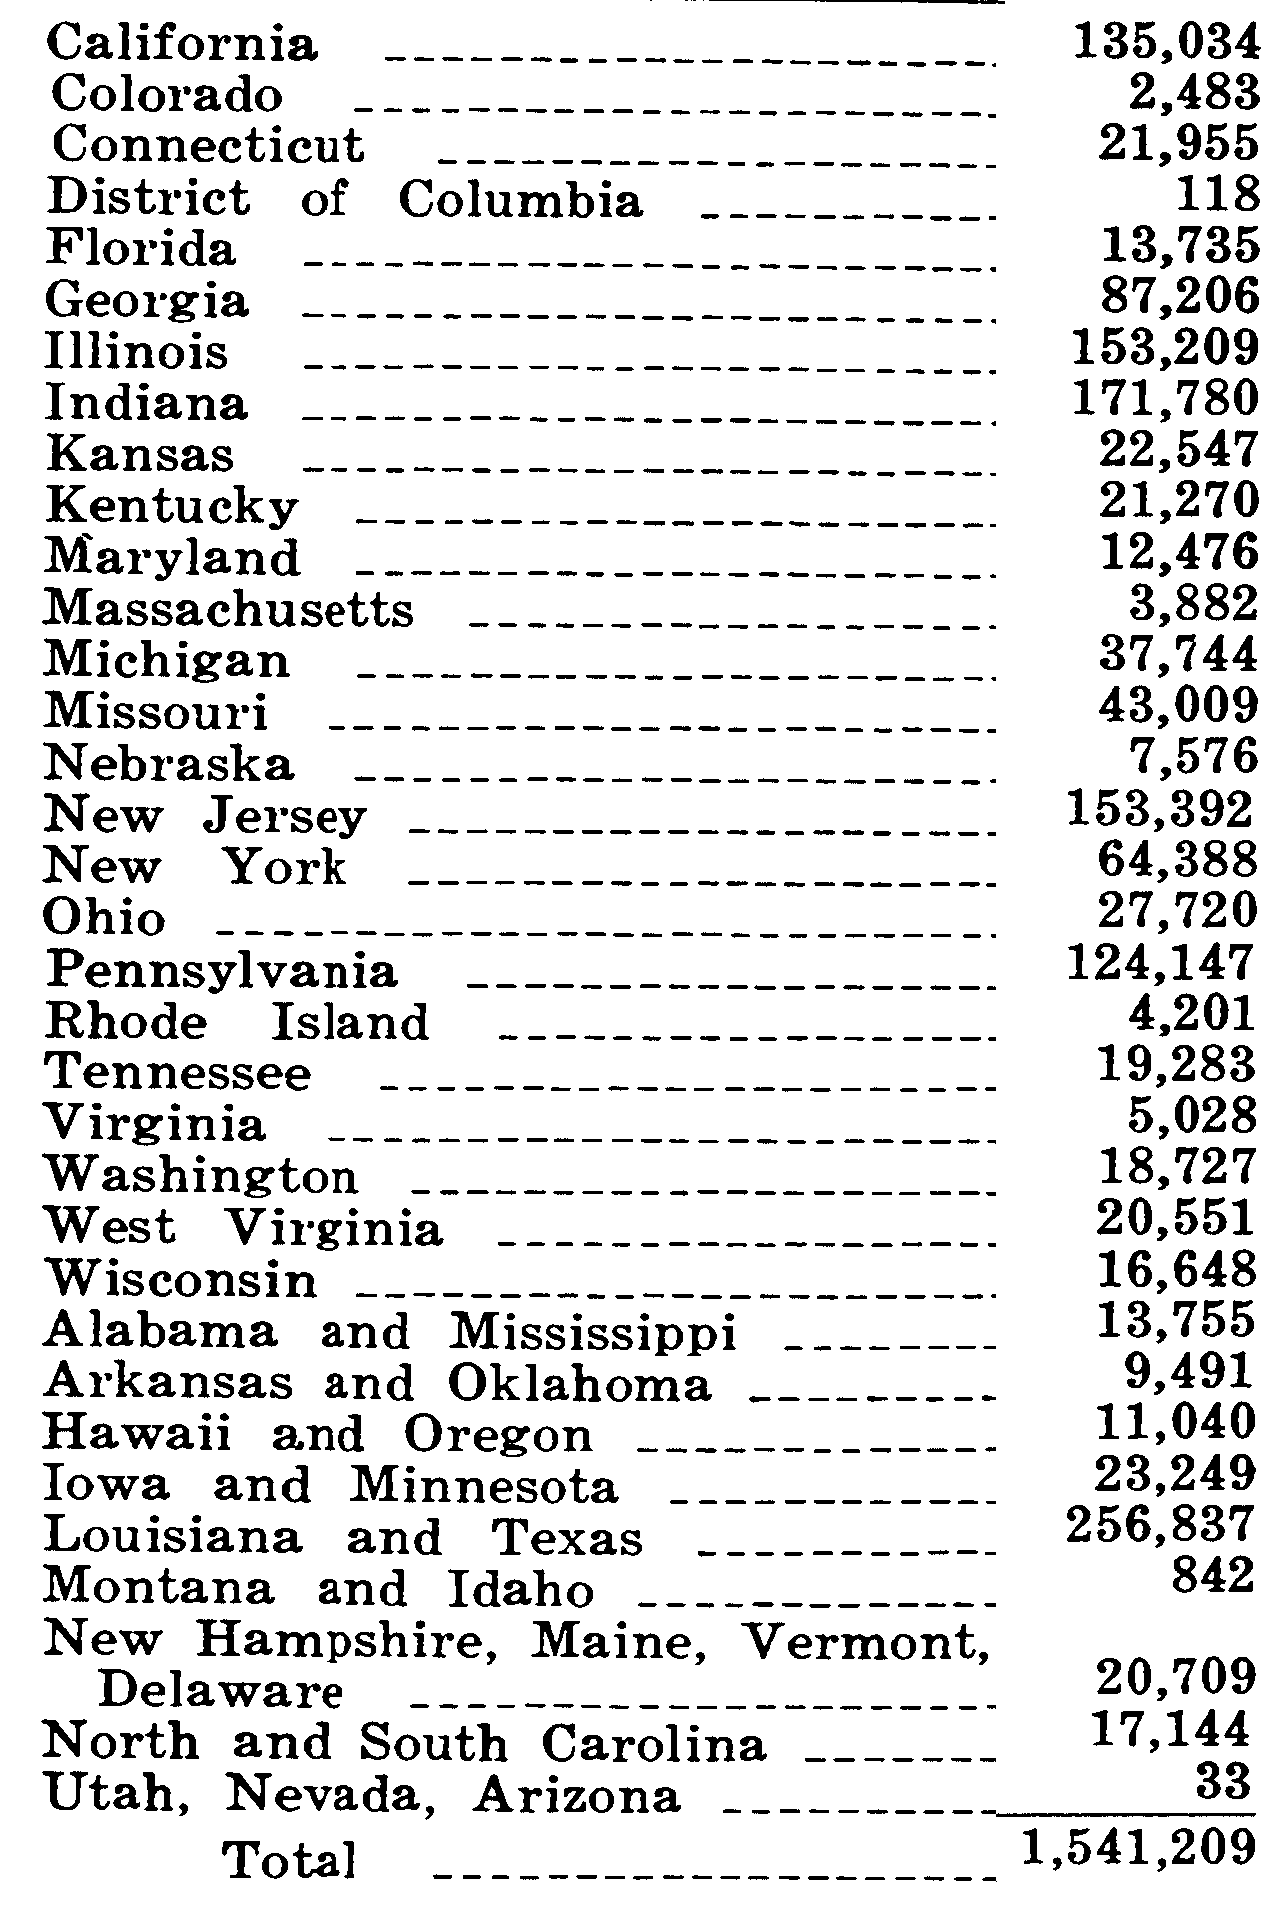 California 135,034
Colorado 2,483
Connecticut 21,955
District of Columbia 118
Florida 13,735
Georgia 87,206
Illinois 153,209
Indiana 171,780
Kansas 22,547
Kentucky 21,270
Maryland 12,476
Massachusetts 3,882
Michigan 37,744
Missouri 43,009
Nebraska 7,576
New Jersey 153,392
New York 64,388
Ohio 27,720
Pennsylvania 124,147
Rhode Island 4,201
Tennessee 19,283
Virginia 5,028
Washington 18,727
West Virginia 20,551
Wisconsin 16,648
Alabama and Mississippi 13,755
Arkansas and Oklahoma 9,491
Hawaii and Oregon 11,040
Iowa and Minnesota 23,249
Louisiana and Texas 256,837
Montana and Idaho 842
New Hampshire, Maine, Vermont,
Delaware 20,709
North and South Carolina 17,144
Utah, Nevada, Arizona 33
Total 1,541,209